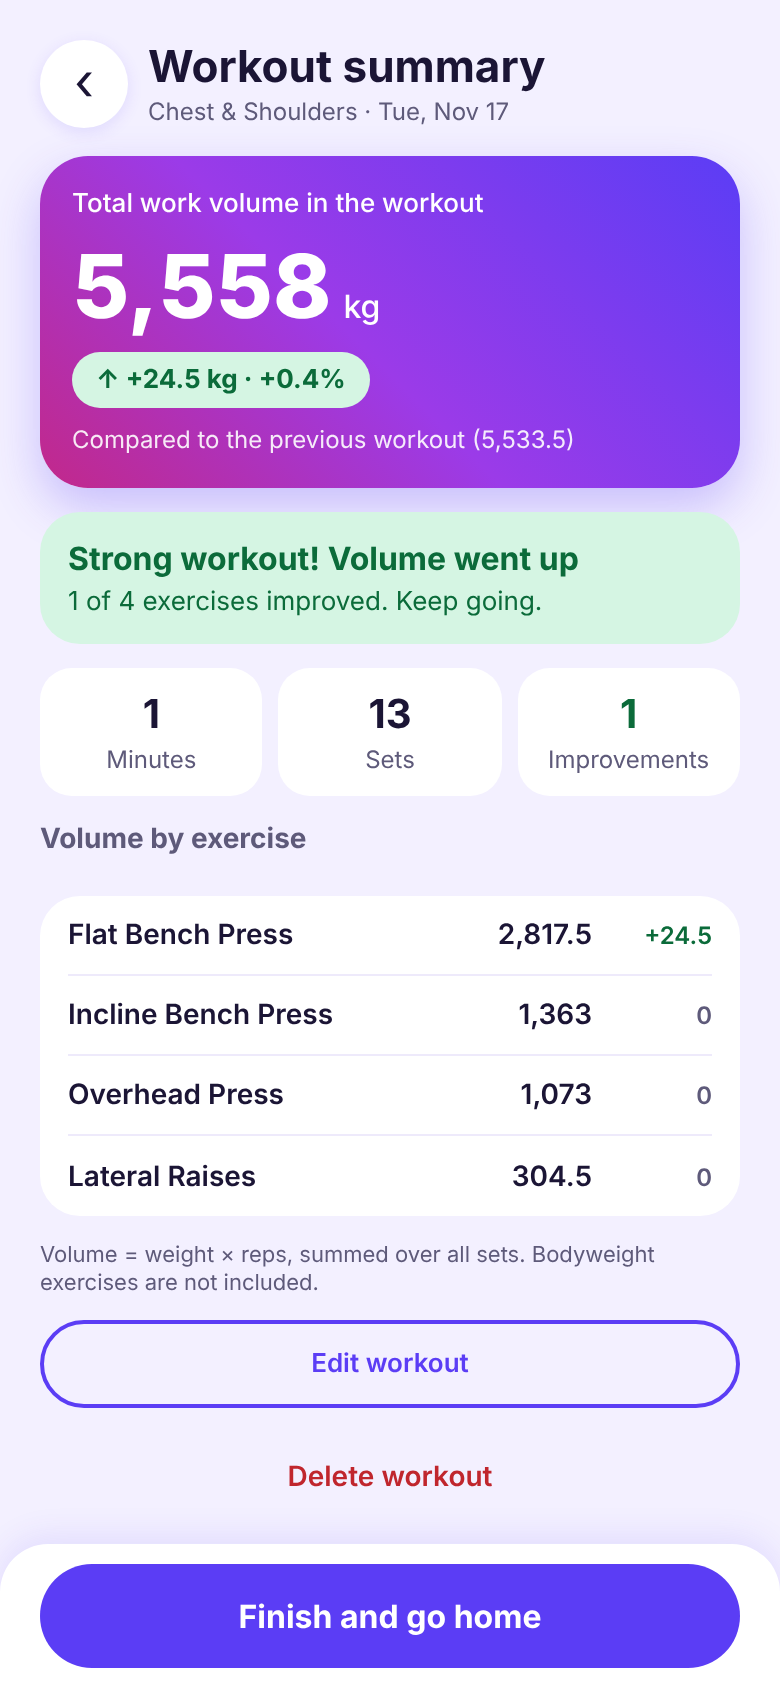 Workout summary
Chest & Shoulders · Tue, Nov 17
Total work volume in the workout
5,558 kg
↑ +24.5 kg · +0.4%
Compared to the previous workout (5,533.5)
Strong workout! Volume went up
1 of 4 exercises improved. Keep going.
1
Minutes
13
Sets
1
Improvements
Volume by exercise
Flat Bench Press 2,817.5 +24.5
Incline Bench Press 1,363 0
Overhead Press 1,073 0
Lateral Raises 304.5 0
Volume = weight × reps, summed over all sets. Bodyweight
exercises are not included.
Edit workout
Delete workout
Finish and go home